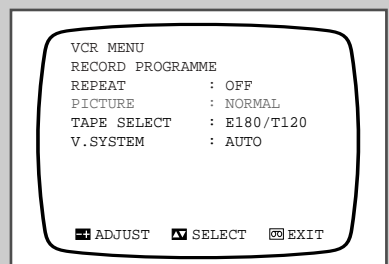 VCR MENU
RECORD PROGRAMME
REPEAT : OFF
PICTURE : NORMAL
TAPE SELECT : E180/T120
V.SYSTEM : AUTO
-+ ADJUST ▲▼ SELECT EXIT